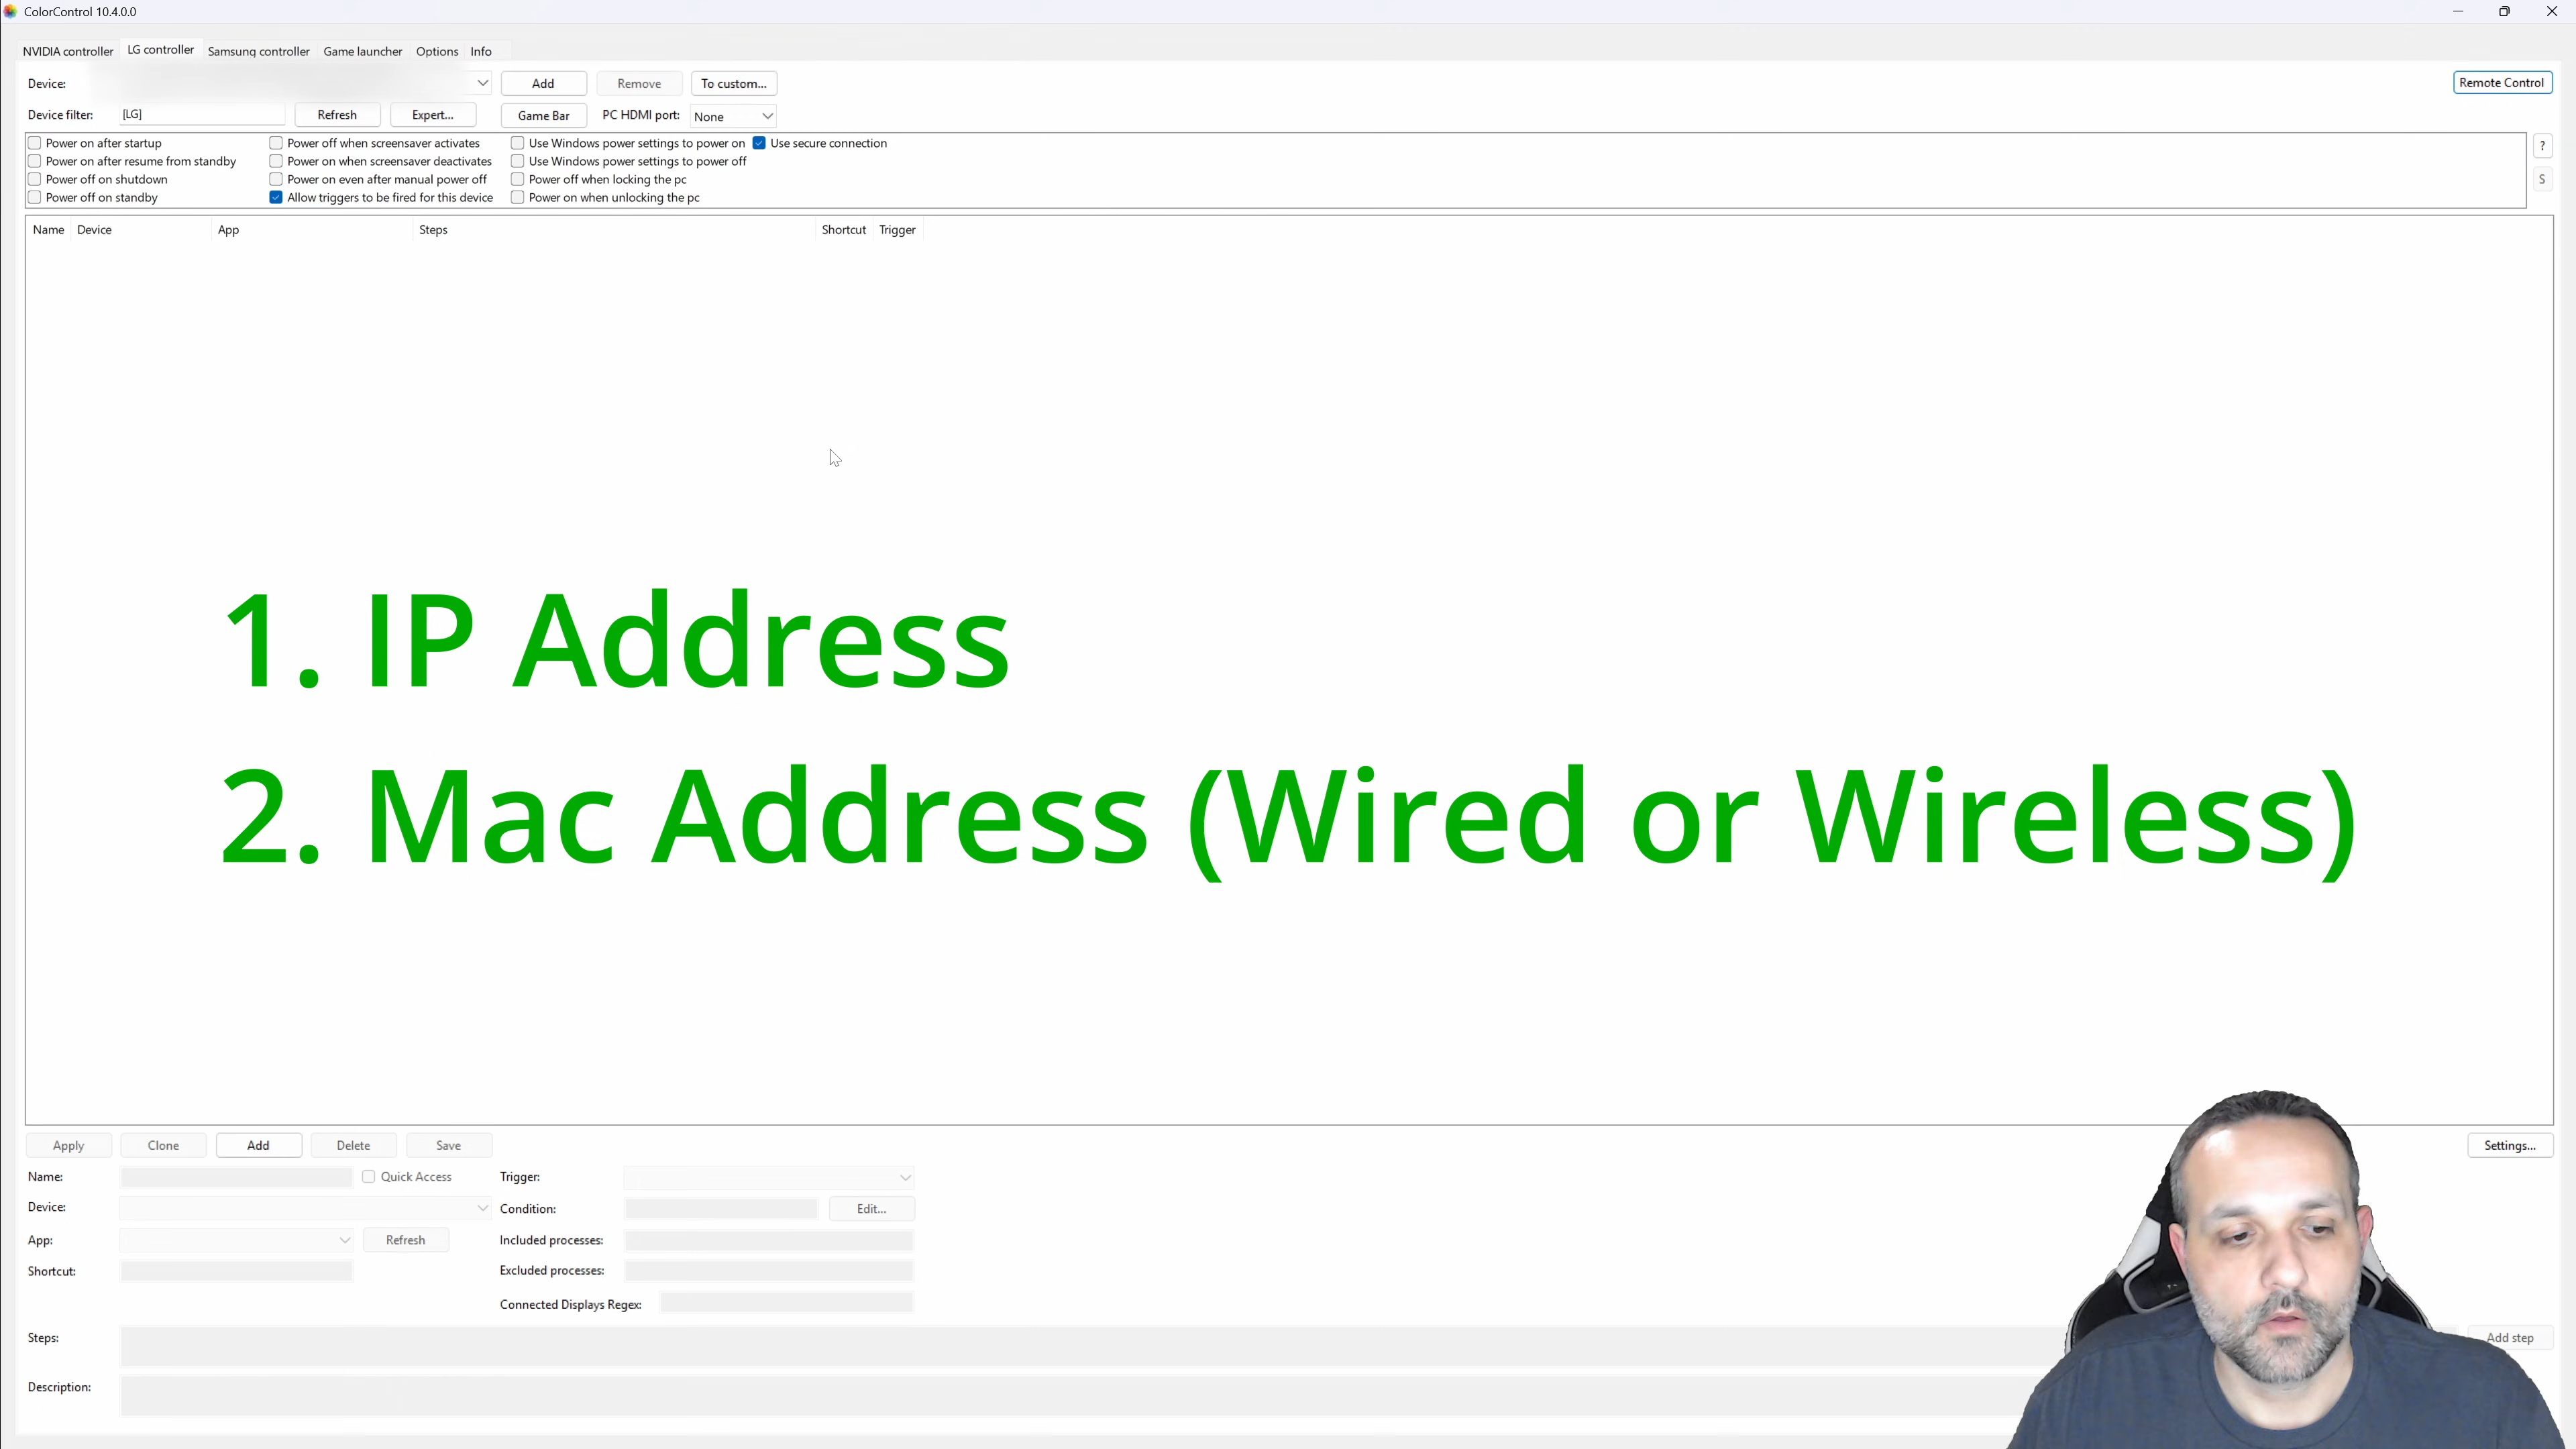 ColorControl 10.4.0.0
NVIDIA controller LG controller Samsung controller Game launcher Options Info
Device: Add Remove To custom... Remote Control
Device filter: [LG] Refresh Expert... Game Bar PC HDMI port: None
Power on after startup Power off when screensaver activates Use Windows power settings to power on Use secure connection ?
Power on after resume from standby Power on when screensaver deactivates Use Windows power settings to power off
Power off on shutdown Power on even after manual power off Power off when locking the pc S
Power off on standby Allow triggers to be fired for this device Power on when unlocking the pc
Name Device App Steps Shortcut Trigger
1. IP Address
2. Mac Address (Wired or Wireless)
Apply Clone Add Delete Save Settings...
Name: Quick Access Trigger:
Device: Condition: Edit...
App: Refresh Included processes:
Shortcut: Excluded processes:
Connected Displays Regex:
Steps: Add step
Description: